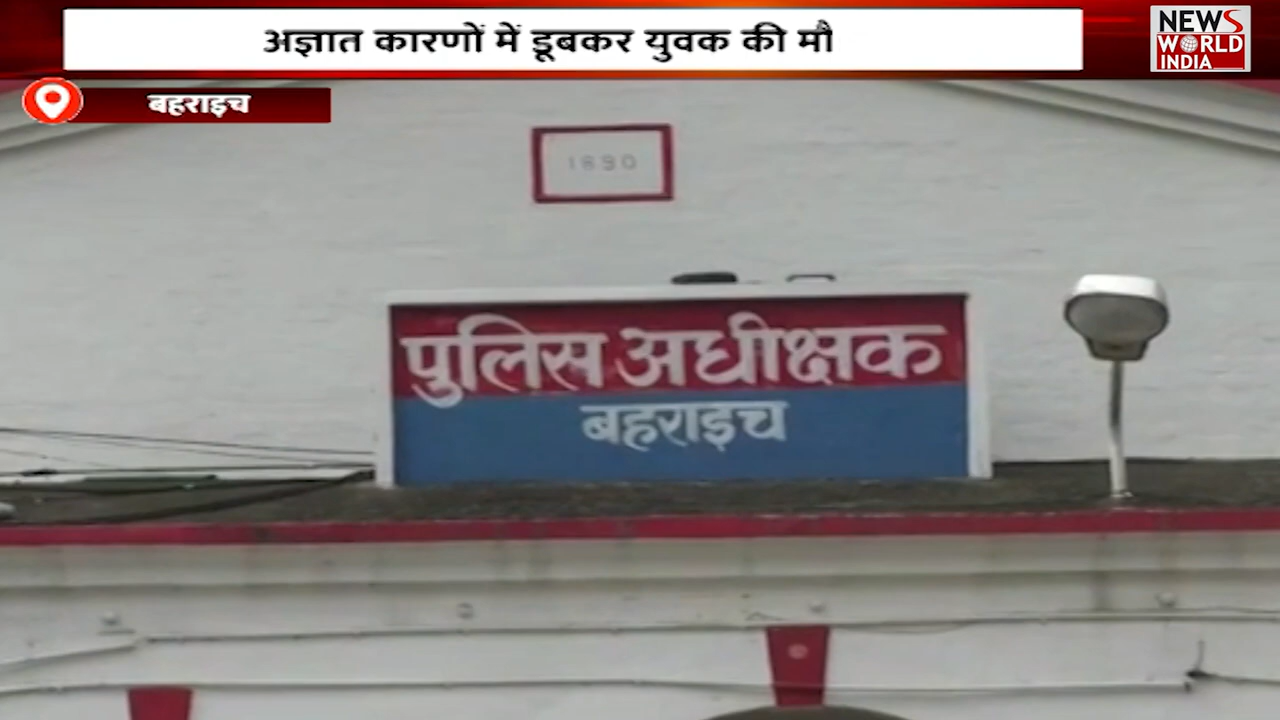 अज्ञात कारणों में डूबकर युवक की मौ
NEWS
WORLD
INDIA
बहराइच
1890
पुलिस अधीक्षक
बहराइच